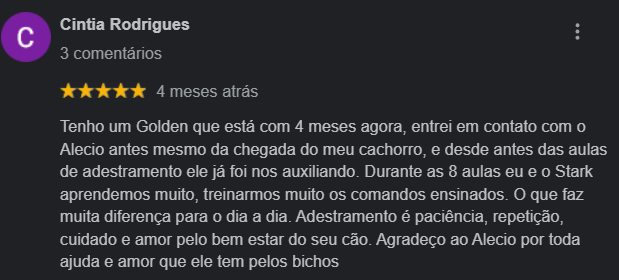 C
Cintia Rodrigues
3 comentários
4 meses atrás
Tenho um Golden que está com 4 meses agora, entrei em contato com o
Alecio antes mesmo da chegada do meu cachorro, e desde antes das aulas
de adestramento ele já foi nos auxiliando. Durante as 8 aulas eu e o Stark
aprendemos muito, treinarmos muito os comandos ensinados. O que faz
muita diferença para o dia a dia. Adestramento é paciência, repetição,
cuidado e amor pelo bem estar do seu cão. Agradeço ao Alecio por toda
ajuda e amor que ele tem pelos bichos